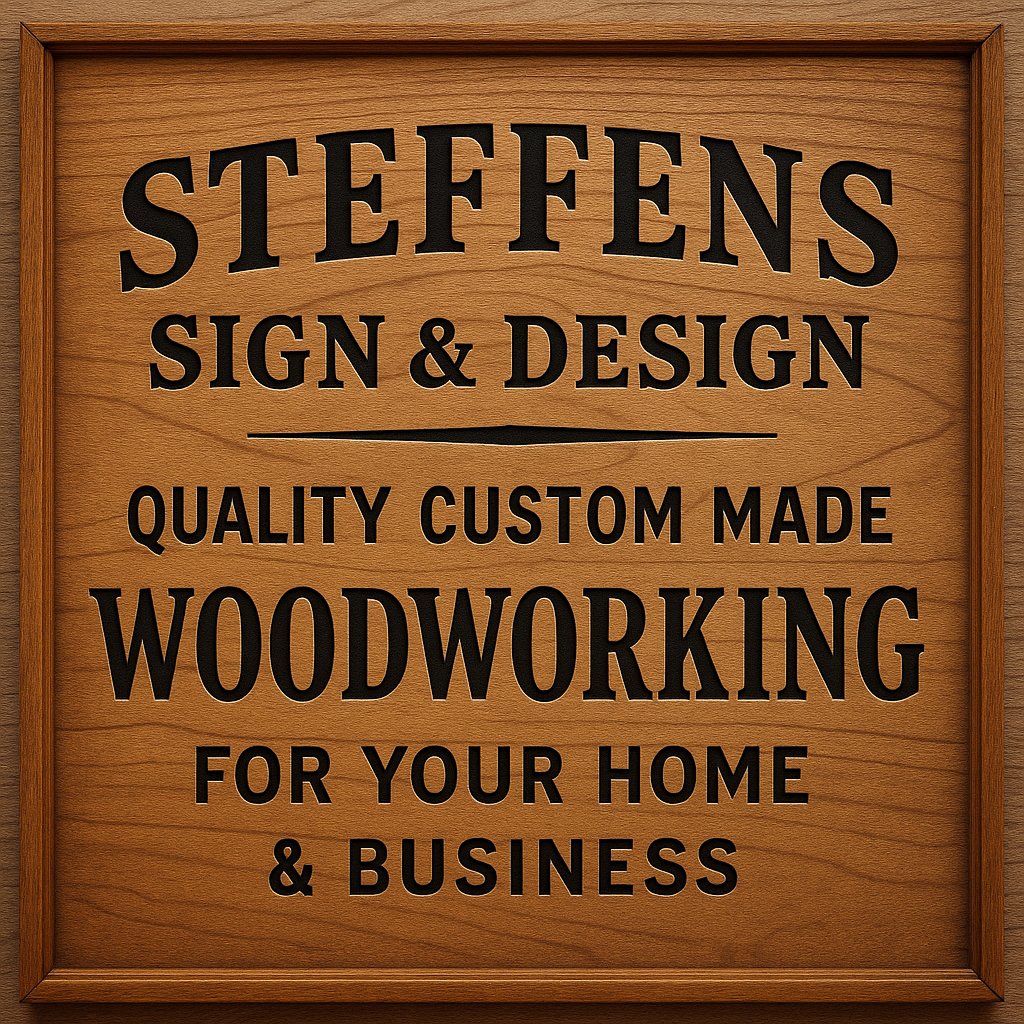 STEFFENS
SIGN & DESIGN
QUALITY CUSTOM MADE
WOODWORKING
FOR YOUR HOME
& BUSINESS